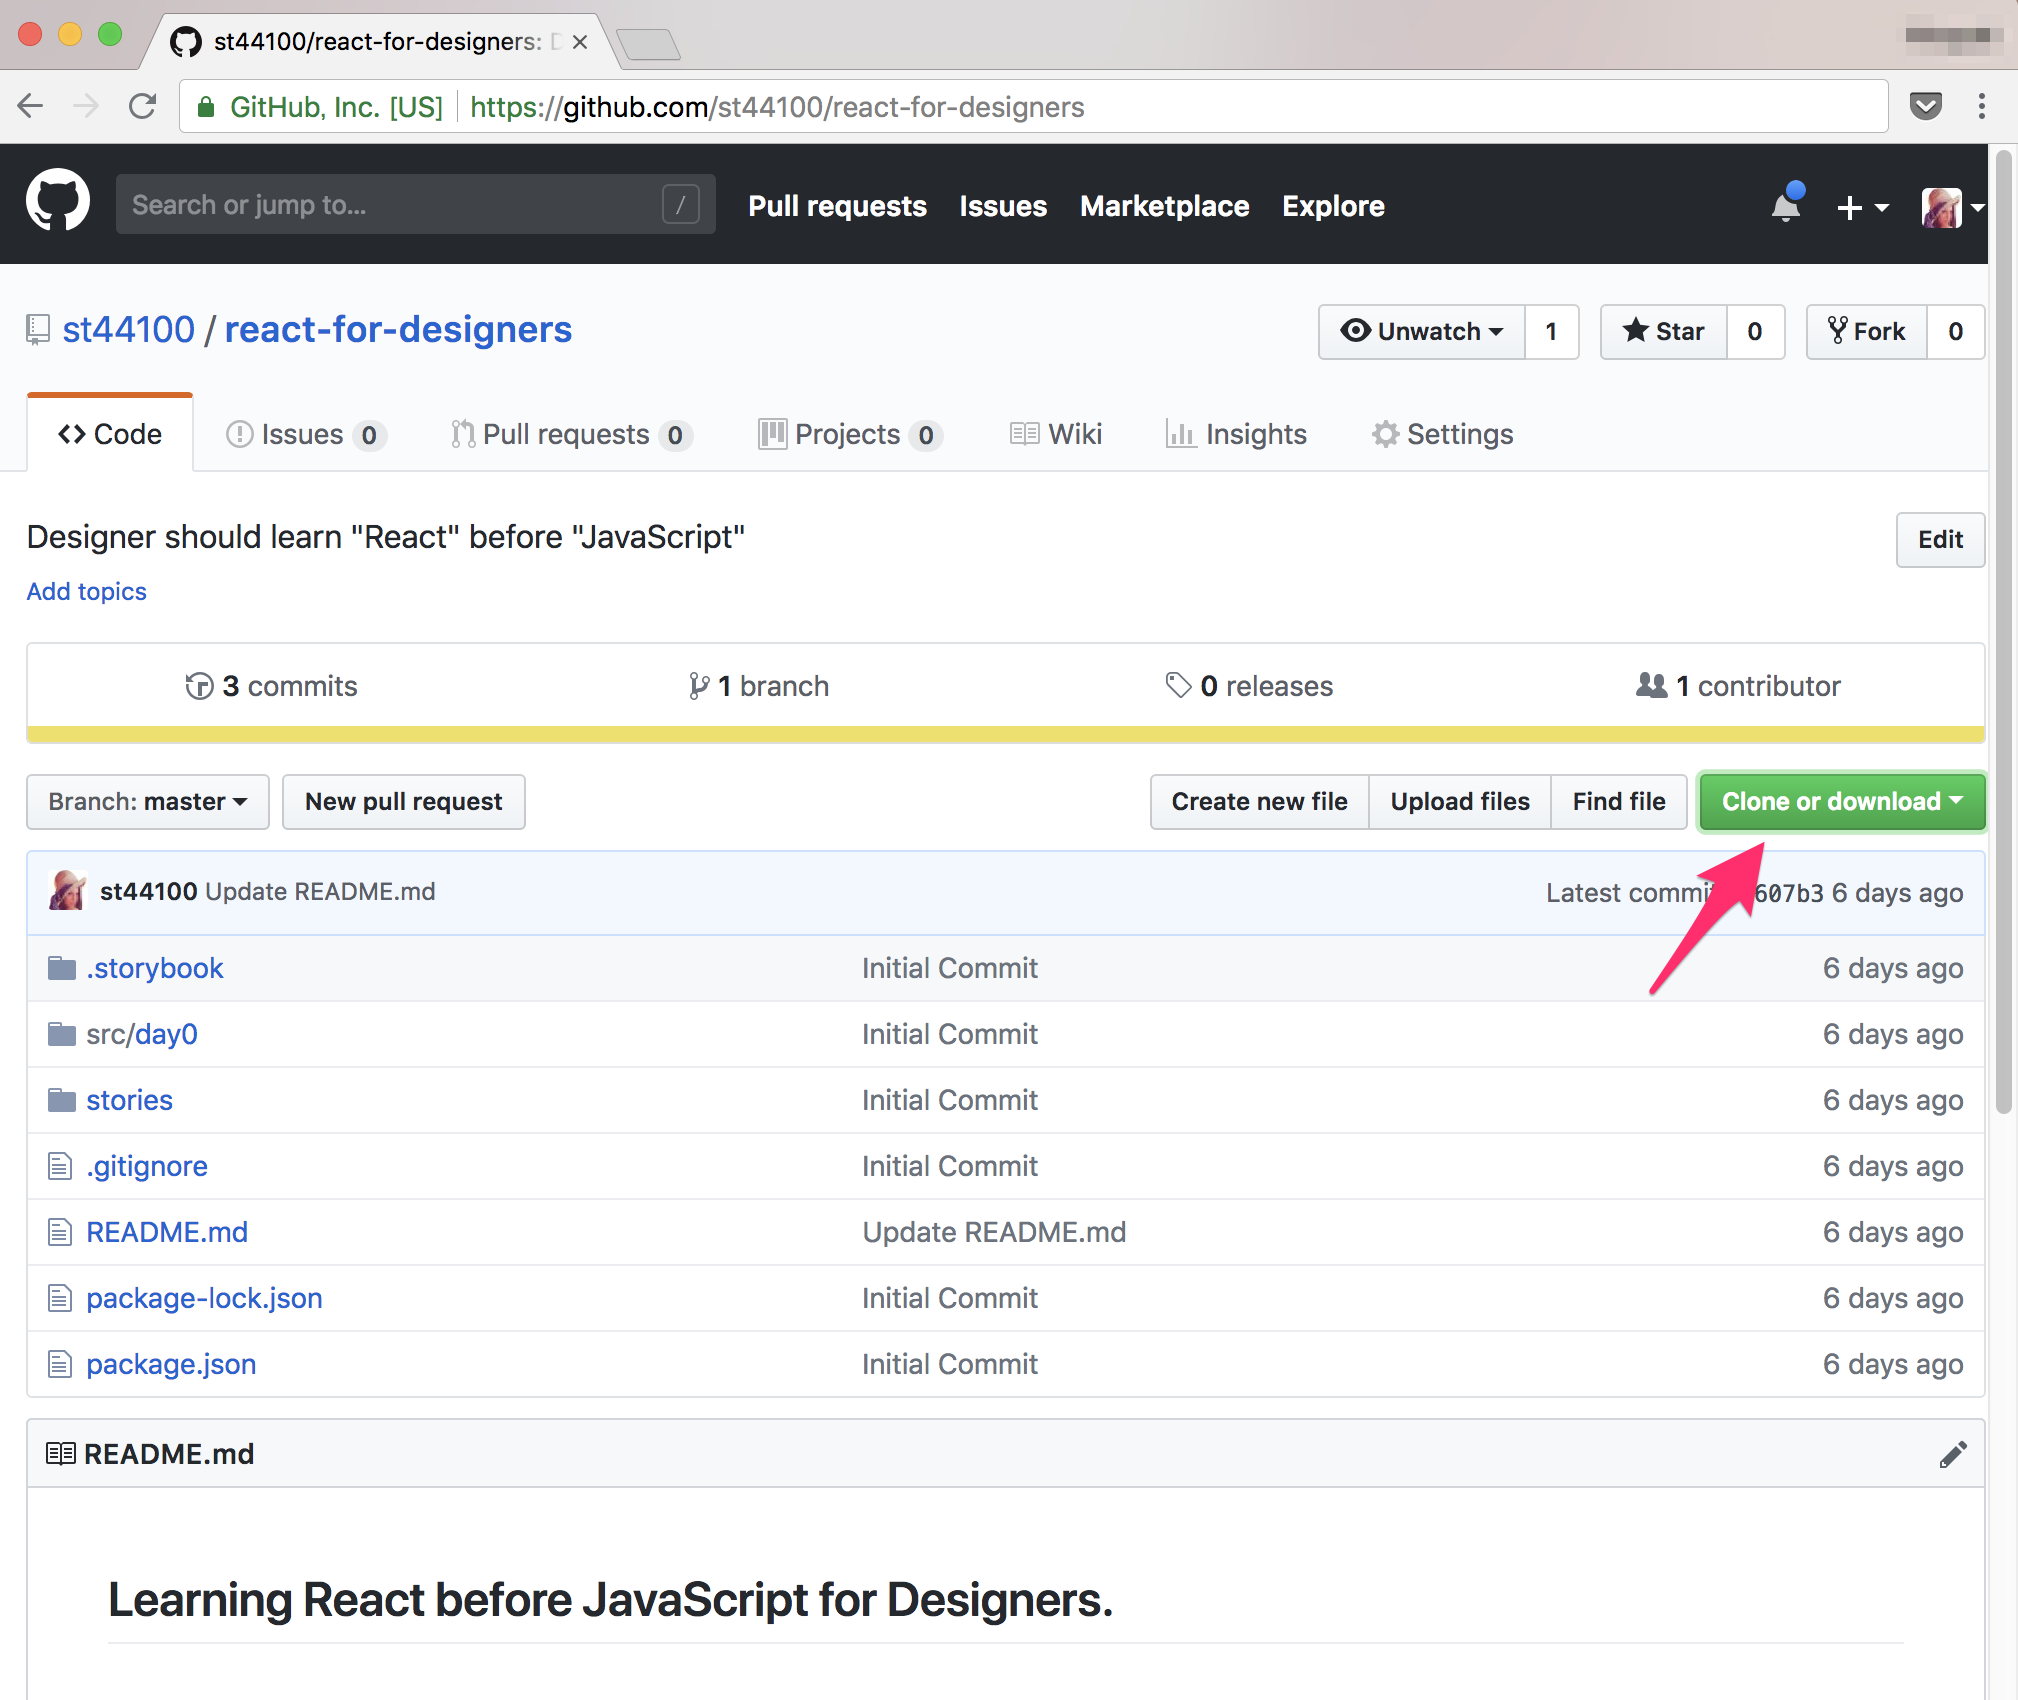 st44100/react-for-designers:
GitHub, Inc. [US] https://github.com/st44100/react-for-designers
Search or jump to... / Pull requests Issues Marketplace Explore
st44100 / react-for-designers Unwatch 1 Star 0 Fork 0
Code Issues 0 Pull requests 0 Projects 0 Wiki Insights Settings
Designer should learn "React" before "JavaScript" Edit
Add topics
3 commits 1 branch 0 releases 1 contributor
Branch: master New pull request Create new file Upload files Find file Clone or download
st44100 Update README.md Latest commit 607b3 6 days ago
.storybook Initial Commit 6 days ago
src/day0 Initial Commit 6 days ago
stories Initial Commit 6 days ago
.gitignore Initial Commit 6 days ago
README.md Update README.md 6 days ago
package-lock.json Initial Commit 6 days ago
package.json Initial Commit 6 days ago
README.md
Learning React before JavaScript for Designers.